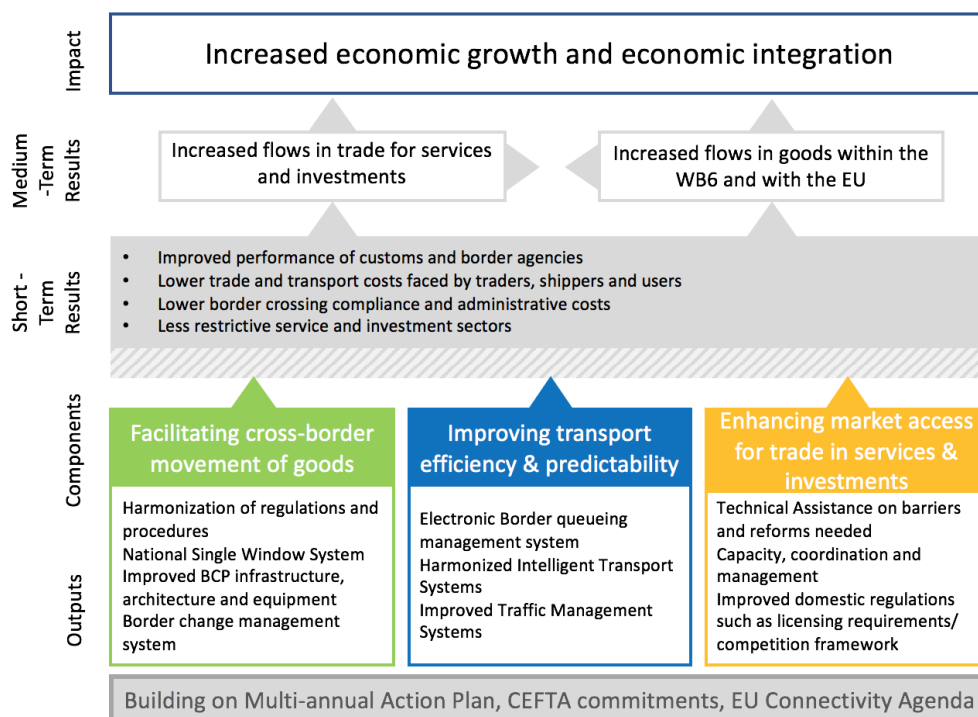 Impact
Increased economic growth and economic integration
Medium
-Term
Results
Increased flows in trade for services
and investments
Increased flows in goods within the
WB6 and with the EU
Short -
Term
Results
• Improved performance of customs and border agencies
• Lower trade and transport costs faced by traders, shippers and users
• Lower border crossing compliance and administrative costs
• Less restrictive service and investment sectors
Components
Facilitating cross-border
movement of goods
Improving transport
efficiency & predictability
Enhancing market access
for trade in services &
investments
Outputs
Harmonization of regulations and
procedures
National Single Window System
Improved BCP infrastructure,
architecture and equipment
Border change management
system
Electronic Border queueing
management system
Harmonized Intelligent Transport
Systems
Improved Traffic Management
Systems
Technical Assistance on barriers
and reforms needed
Capacity, coordination and
management
Improved domestic regulations
such as licensing requirements/
competition framework
Building on Multi-annual Action Plan, CEFTA commitments, EU Connectivity Agenda